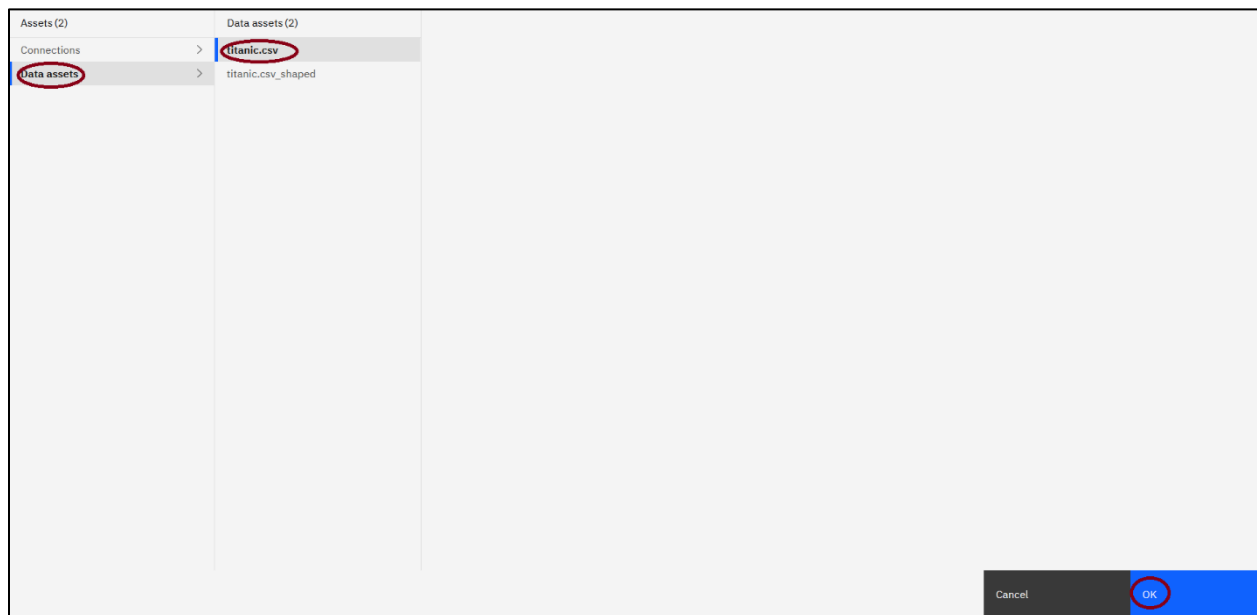 Assets (2)
Data assets (2)
Connections
titanic.csv
Data assets
titanic.csv_shaped
Cancel
OK